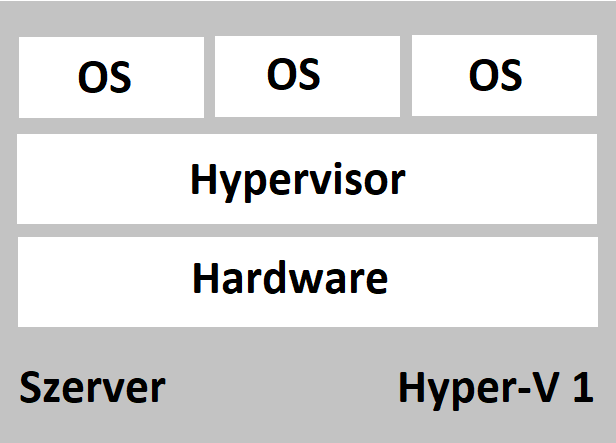 OS OS OS
Hypervisor
Hardware
Szerver Hyper-V 1